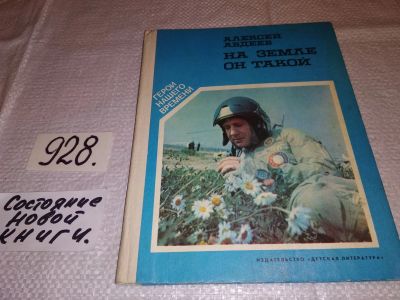 АЛЕКСЕЙ
АВДЕЕВ
НА ЗЕМЛЕ
ОН ТАКОЙ
ГЕРОИ
НАШЕГО
ВРЕМЕНИ
ИЗДАТЕЛЬСТВО «ДЕТСКАЯ ЛИТЕРАТУРА»
928.
Состояние
новой
книги.